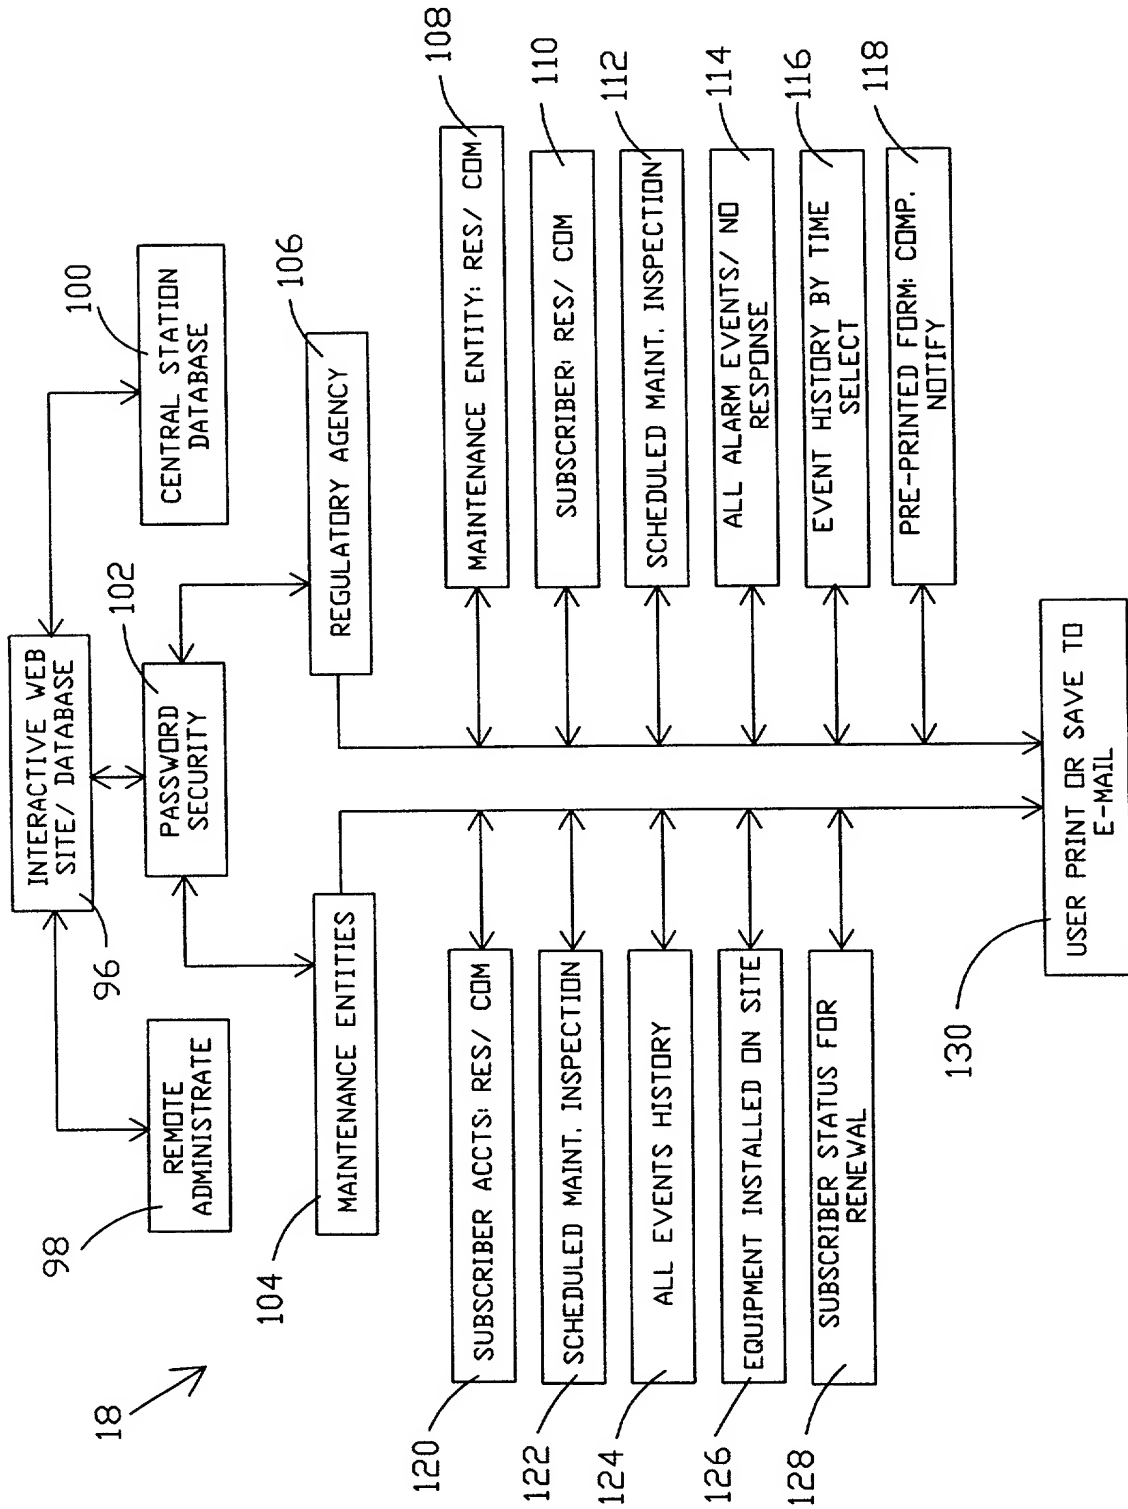 18
INTERACTIVE WEB
SITE/ DATABASE
96
REMOTE
ADMINISTRATE
98
PASSWORD
SECURITY
102
CENTRAL STATION
DATABASE
100
MAINTENANCE ENTITIES
104
REGULATORY AGENCY
106
SUBSCRIBER ACCTS: RES/ COM
120
SCHEDULED MAINT. INSPECTION
122
ALL EVENTS HISTORY
124
EQUIPMENT INSTALLED ON SITE
126
SUBSCRIBER STATUS FOR
RENEWAL
128
MAINTENANCE ENTITY: RES/ COM
108
SUBSCRIBER: RES/ COM
110
SCHEDULED MAINT. INSPECTION
112
ALL ALARM EVENTS/ NO
RESPONSE
114
EVENT HISTORY BY TIME
SELECT
116
PRE-PRINTED FORM: COMP.
NOTIFY
118
USER PRINT OR SAVE TO
E-MAIL
130